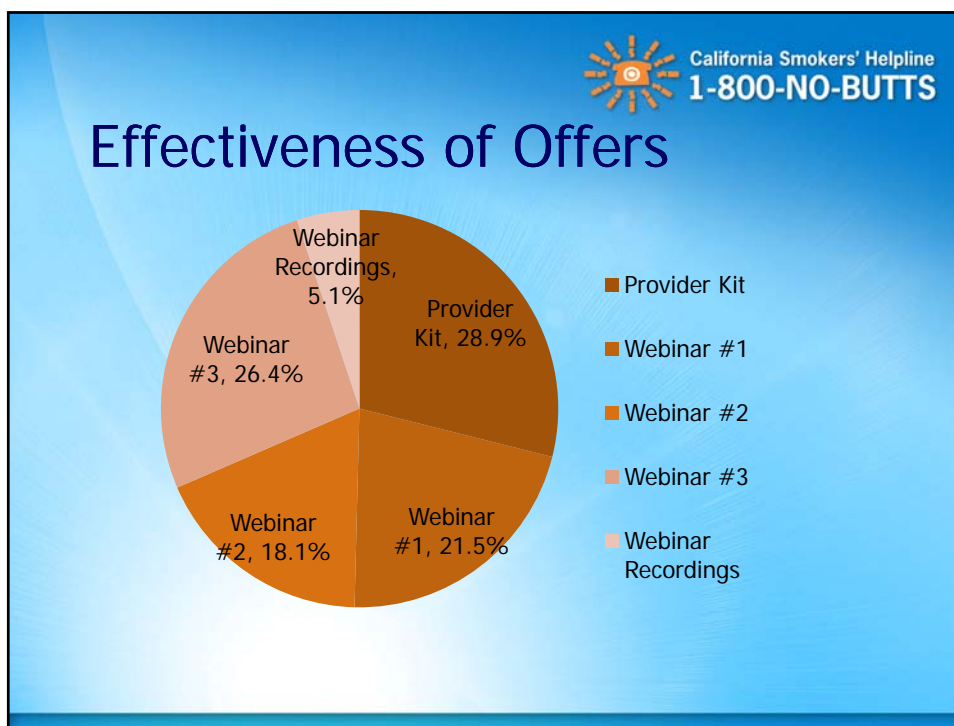 California Smokers' Helpline
1-800-NO-BUTTS
Effectiveness of Offers
Webinar
Recordings,
5.1%
Provider
Kit, 28.9%
Webinar
#3, 26.4%
Webinar
#2, 18.1%
Webinar
#1, 21.5%
Provider Kit
Webinar #1
Webinar #2
Webinar #3
Webinar
Recordings